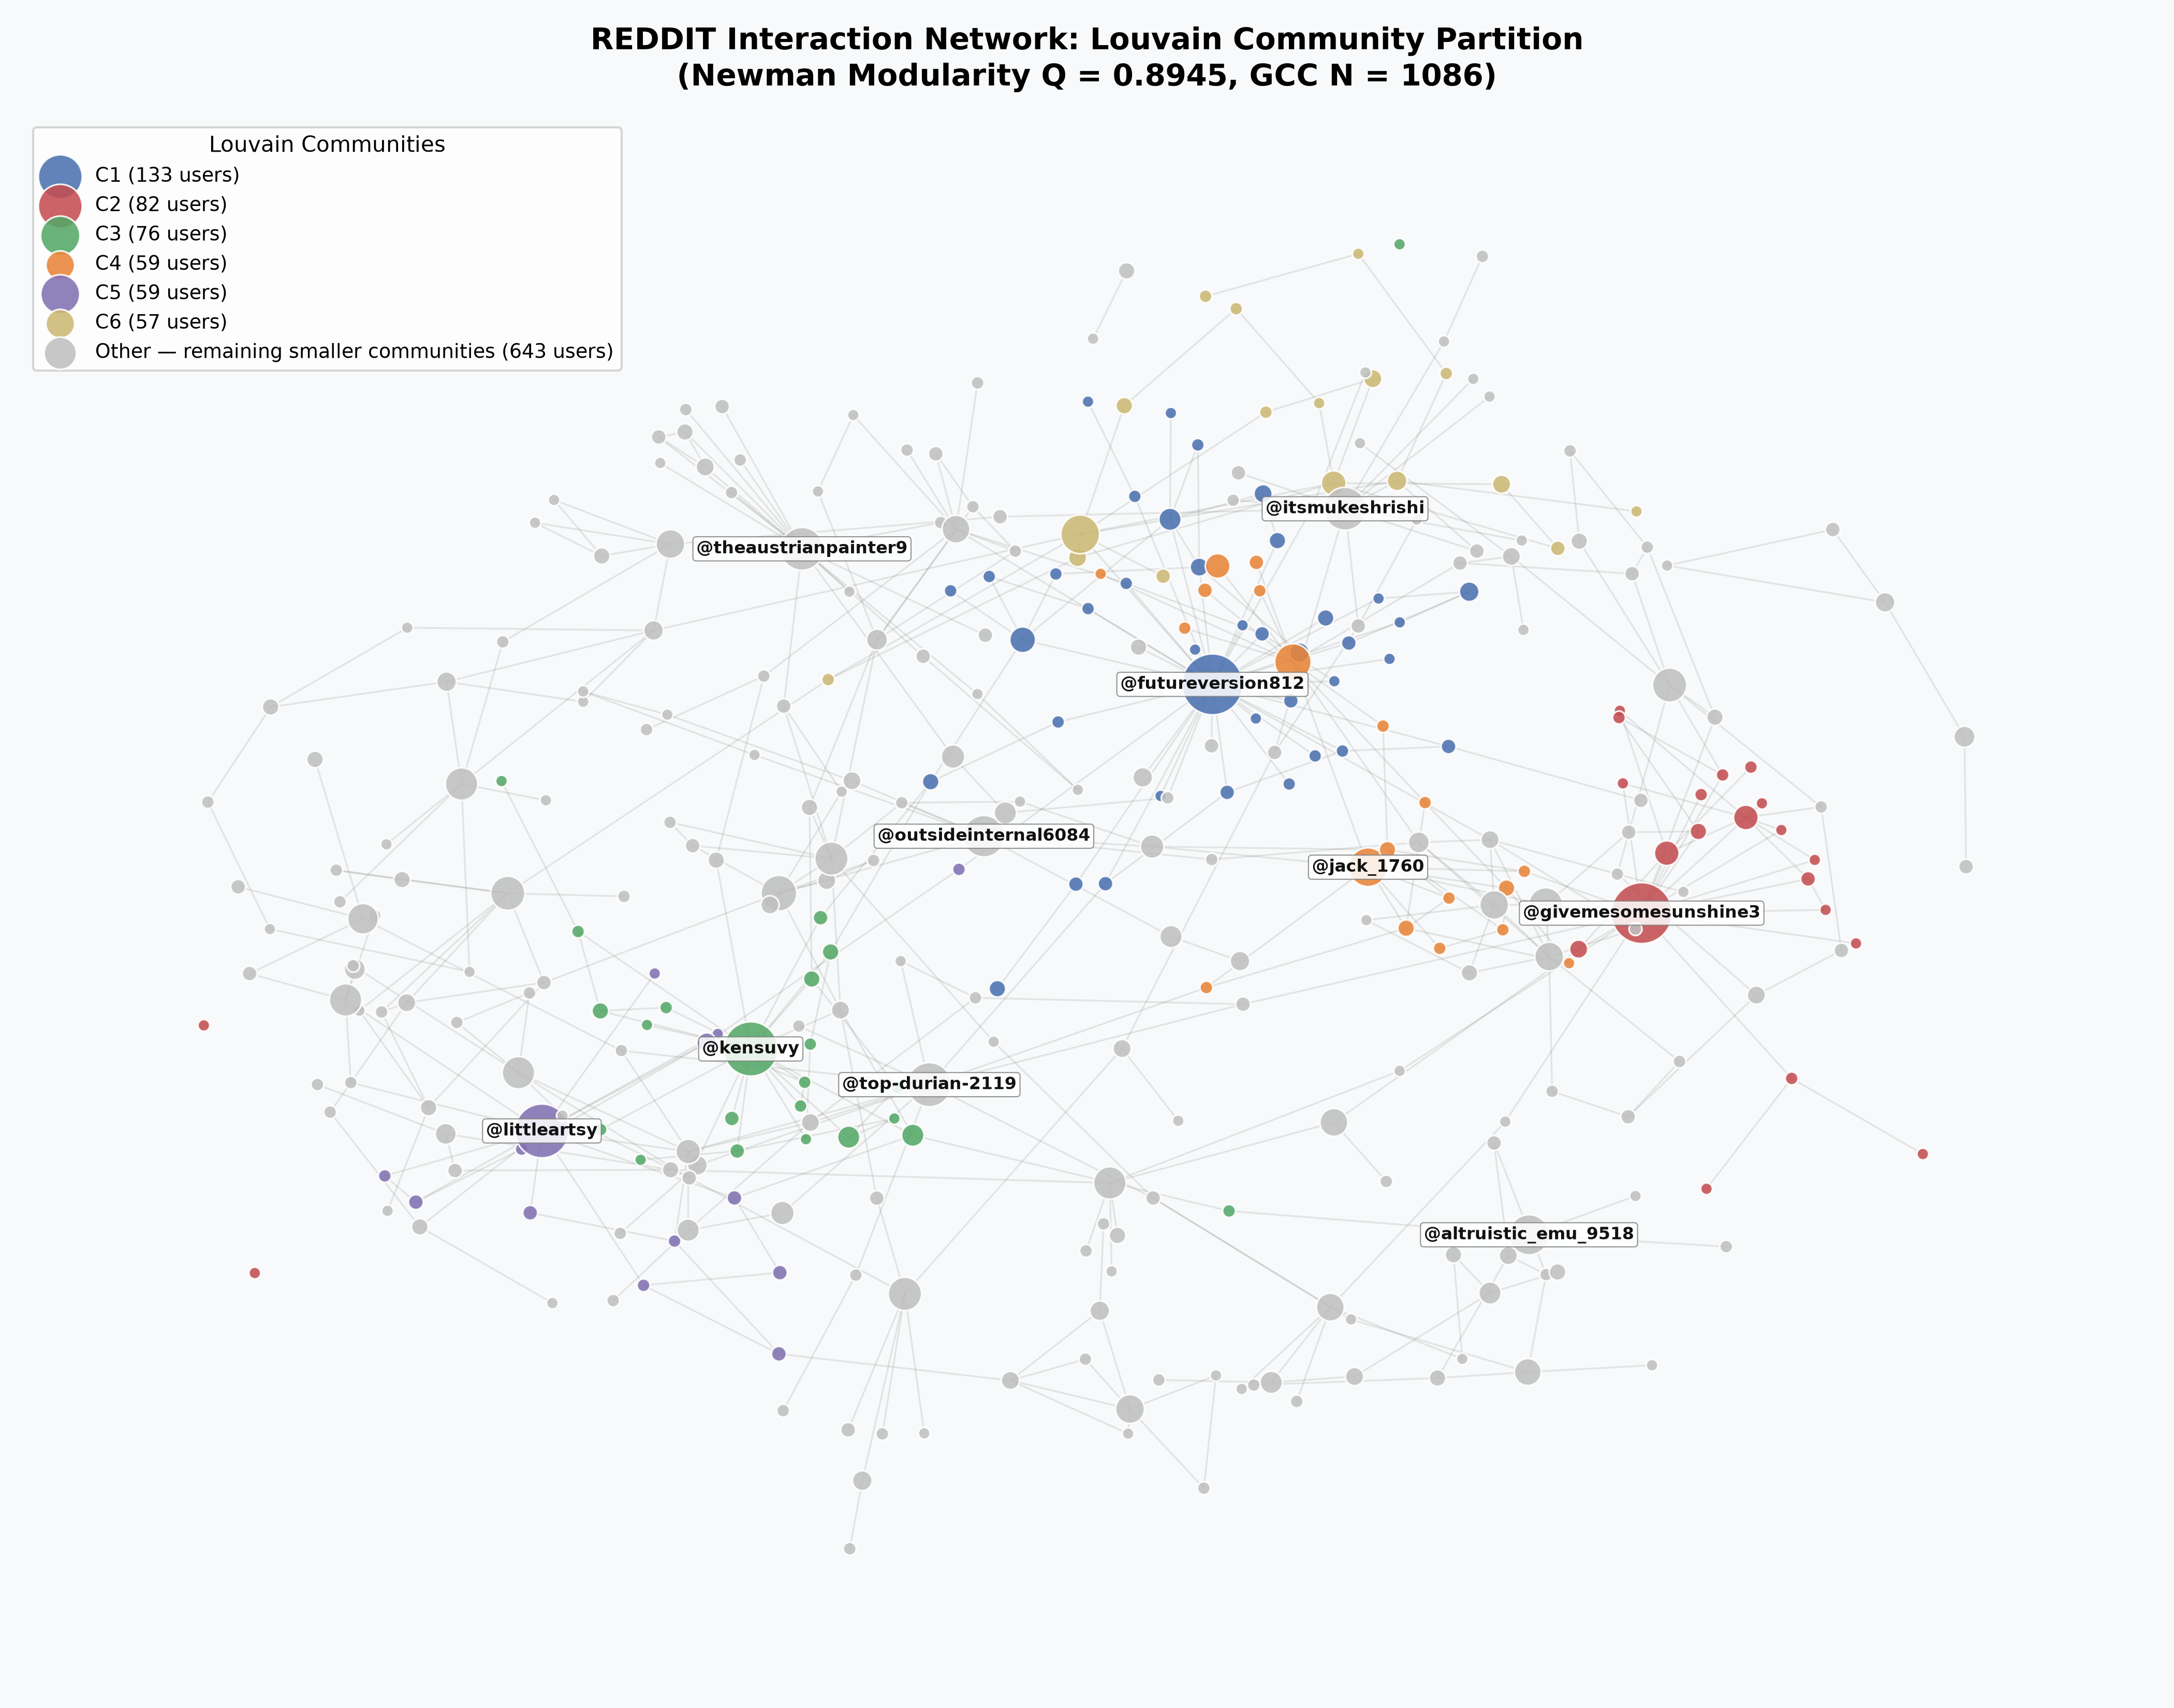 REDDIT Interaction Network: Louvain Community Partition
(Newman Modularity Q = 0.8945, GCC N = 1086)
Louvain Communities
C1 (133 users)
C2 (82 users)
C3 (76 users)
C4 (59 users)
C5 (59 users)
C6 (57 users)
Other — remaining smaller communities (643 users)
@itsmukeshrishi
@theaustrianpainter9
@futureversion812
@outsideinternal6084
@jack_1760
@givemesomesunshine3
@kensuvy
@top-durian-2119
@littleartsy
@altruistic_emu_9518